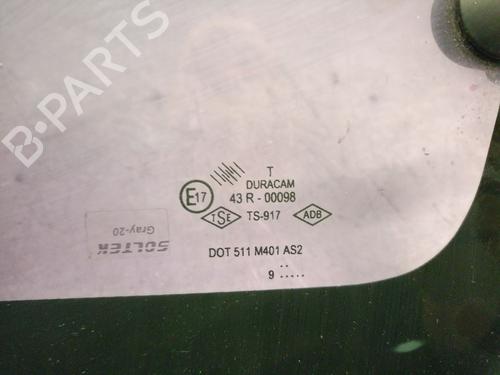 B-PARTS
T
DURACAM
E17
43 R - 00098
TSE
TS-917
ADB
DOT 511 M401 AS2
..
9 .....
SOLTEK
Gray-20